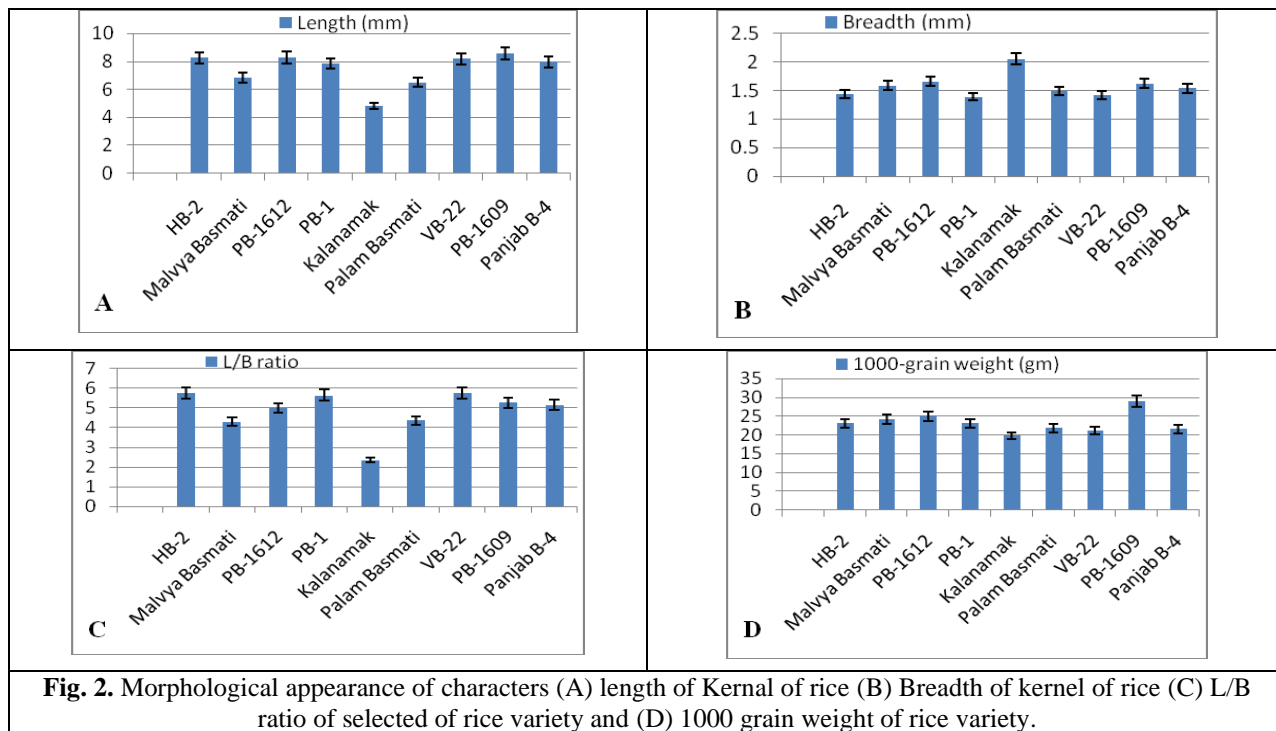 Length (mm)
10
8
6
4
2
0
HB-2
Malvya Basmati
PB-1612
PB-1
Kalanamak
Palam Basmati
VB-22
PB-1609
Panjab B-4
A
Breadth (mm)
2.5
2
1.5
1
0.5
0
HB-2
Malvya Basmati
PB-1612
PB-1
Kalanamak
Palam Basmati
VB-22
PB-1609
Panjab B-4
B
L/B ratio
7
6
5
4
3
2
1
0
HB-2
Malvya Basmati
PB-1612
PB-1
Kalanamak
Palam Basmati
VB-22
PB-1609
Panjab B-4
C
1000-grain weight (gm)
35
30
25
20
15
10
5
0
HB-2
Malvya Basmati
PB-1612
PB-1
Kalanamak
Palam Basmati
VB-22
PB-1609
Panjab B-4
D
Fig. 2. Morphological appearance of characters (A) length of Kernal of rice (B) Breadth of kernel of rice (C) L/B
ratio of selected of rice variety and (D) 1000 grain weight of rice variety.